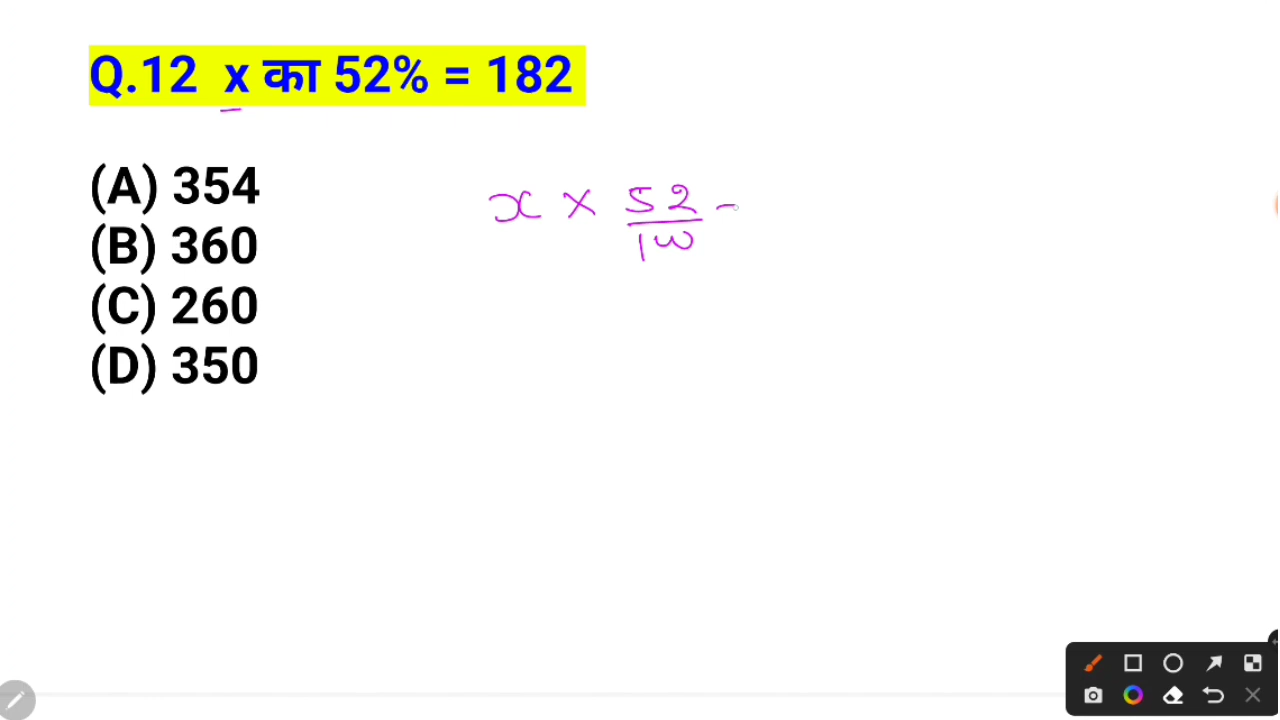 Q.12 x का 52% = 182
(A) 354
(B) 360
(C) 260
(D) 350
x × 52/100 -